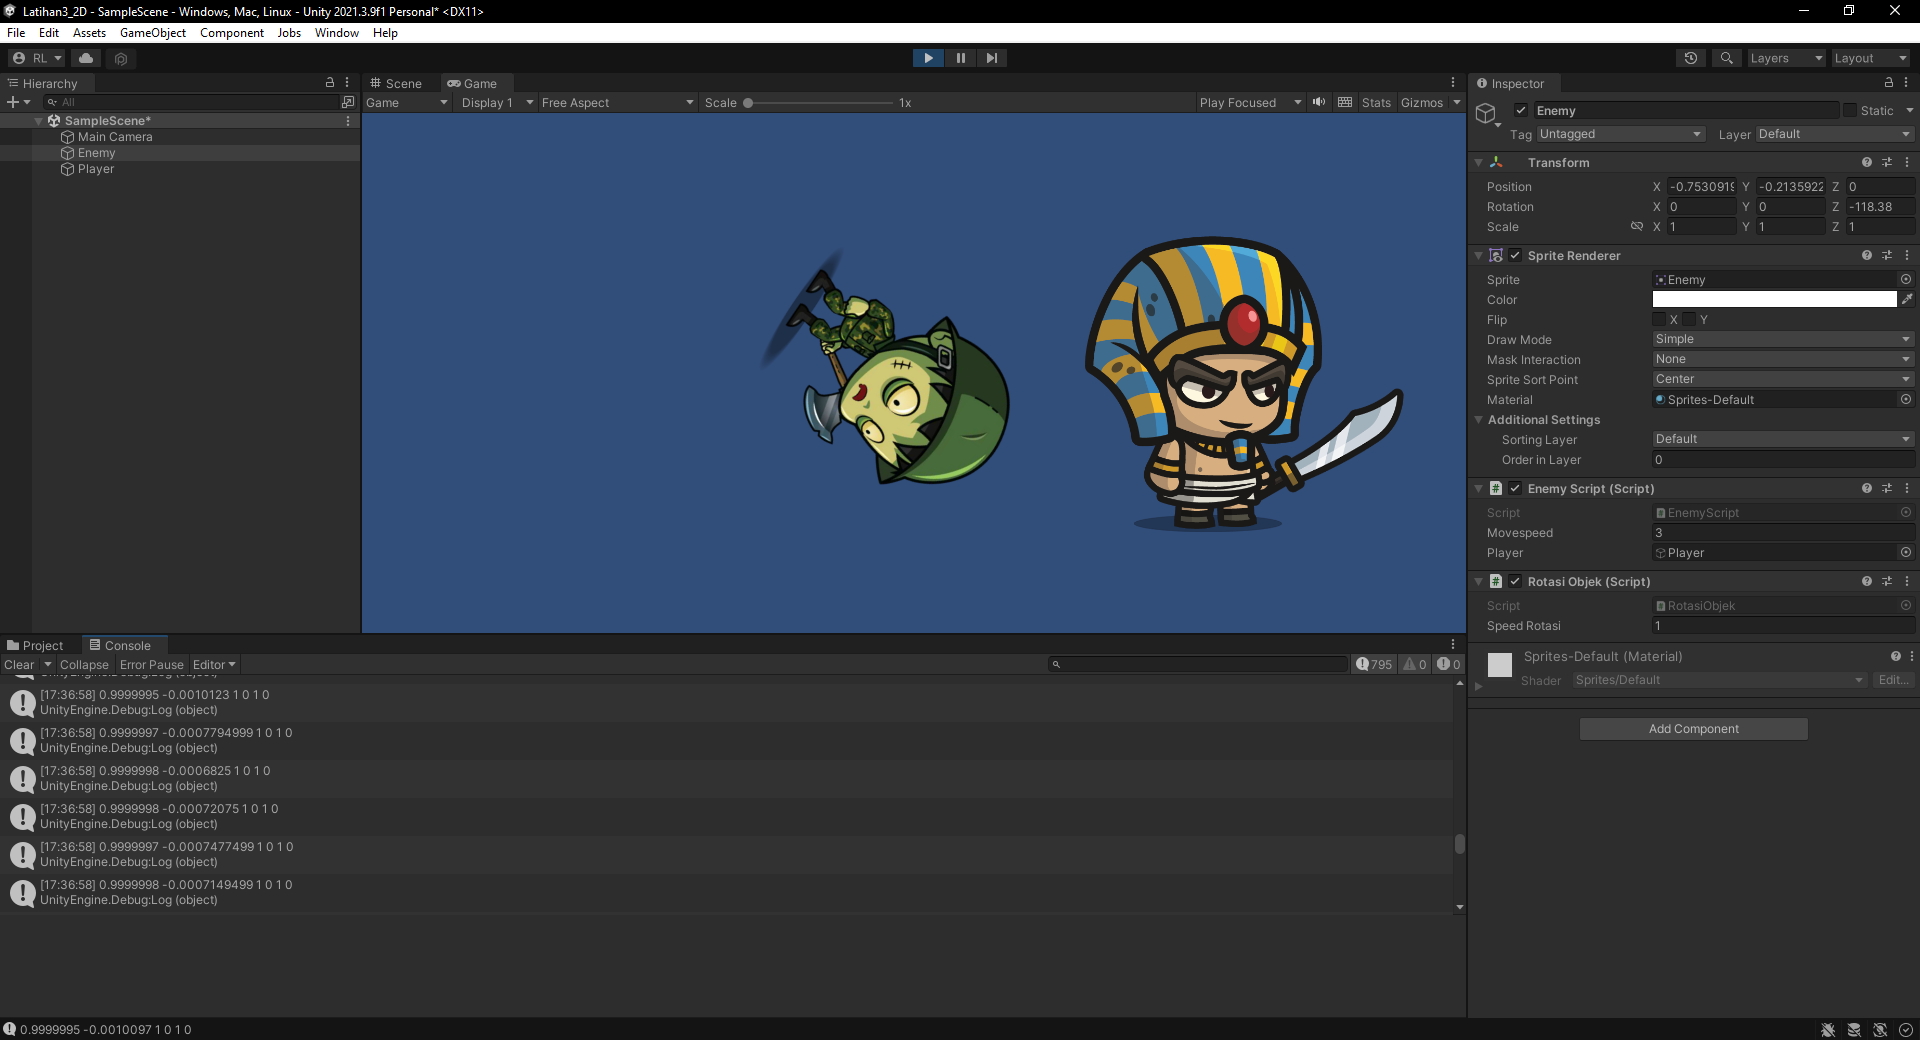 Latihan3_2D - SampleScene - Windows, Mac, Linux - Unity 2021.3.9f1 Personal* <DX11>
File Edit Assets GameObject Component Jobs Window Help
RL Layers Layout
Hierarchy
All
SampleScene*
Main Camera
Enemy
Player
Scene Game
Game Display 1 Free Aspect Scale 1x Play Focused Stats Gizmos
Inspector
Enemy Static
Tag Untagged Layer Default
Transform
Position X -0.7530919 Y -0.2135922 Z 0
Rotation X 0 Y 0 Z -118.38
Scale X 1 Y 1 Z 1
Sprite Renderer
Sprite Enemy
Color
Flip X Y
Draw Mode Simple
Mask Interaction None
Sprite Sort Point Center
Material Sprites-Default
Additional Settings
Sorting Layer Default
Order in Layer 0
Enemy Script (Script)
Script EnemyScript
Movespeed 3
Player Player
Rotasi Objek (Script)
Script RotasiObjek
Speed Rotasi 1
Sprites-Default (Material)
Shader Sprites/Default Edit...
Add Component
Project Console
Clear Collapse Error Pause Editor 795 0 0
UnityEngine.Debug:Log (object)
[17:36:58] 0.9999995 -0.0010123 1 0 1 0
UnityEngine.Debug:Log (object)
[17:36:58] 0.9999997 -0.0007794999 1 0 1 0
UnityEngine.Debug:Log (object)
[17:36:58] 0.9999998 -0.0006825 1 0 1 0
UnityEngine.Debug:Log (object)
[17:36:58] 0.9999998 -0.00072075 1 0 1 0
UnityEngine.Debug:Log (object)
[17:36:58] 0.9999997 -0.0007477499 1 0 1 0
UnityEngine.Debug:Log (object)
[17:36:58] 0.9999998 -0.0007149499 1 0 1 0
UnityEngine.Debug:Log (object)
0.9999995 -0.0010097 1 0 1 0